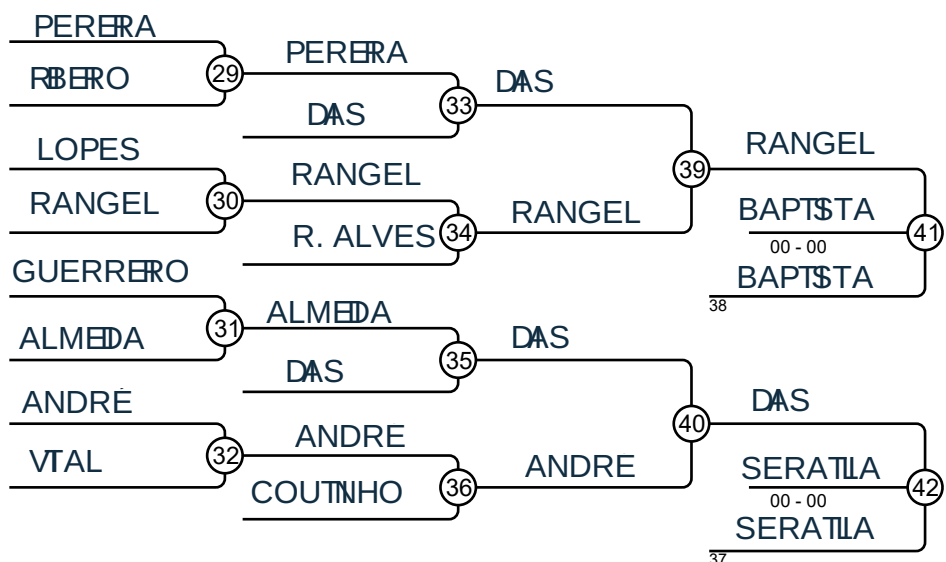 PEREIRA
RIBEIRO
29
LOPES
RANGEL
30
GUERREIRO
ALMEIDA
31
ANDRÉ
VITAL
32
PEREIRA
DIAS
33
RANGEL
R. ALVES
34
ALMEIDA
DIAS
35
ANDRE
COUTINHO
36
DIAS
RANGEL
39
DIAS
ANDRE
40
RANGEL
BAPTISTA
00 - 00
BAPTISTA
38
41
DIAS
SERATILA
00 - 00
SERATILA
37
42